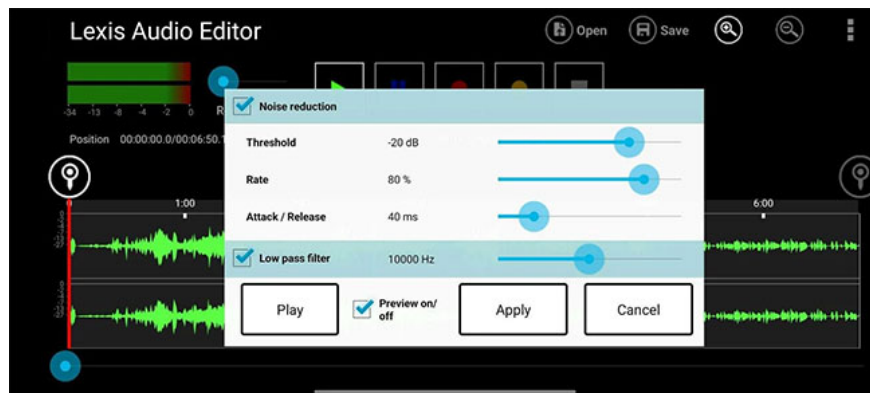 Lexis Audio Editor
Open
Save
-34 -13 -8 -4 -2 0
R
Position 00:00:00.0/00:06:50.1
Noise reduction
Threshold -20 dB
Rate 80 %
Attack / Release 40 ms
Low pass filter 10000 Hz
Play
Preview on/
off
Apply
Cancel
1:00
6:00